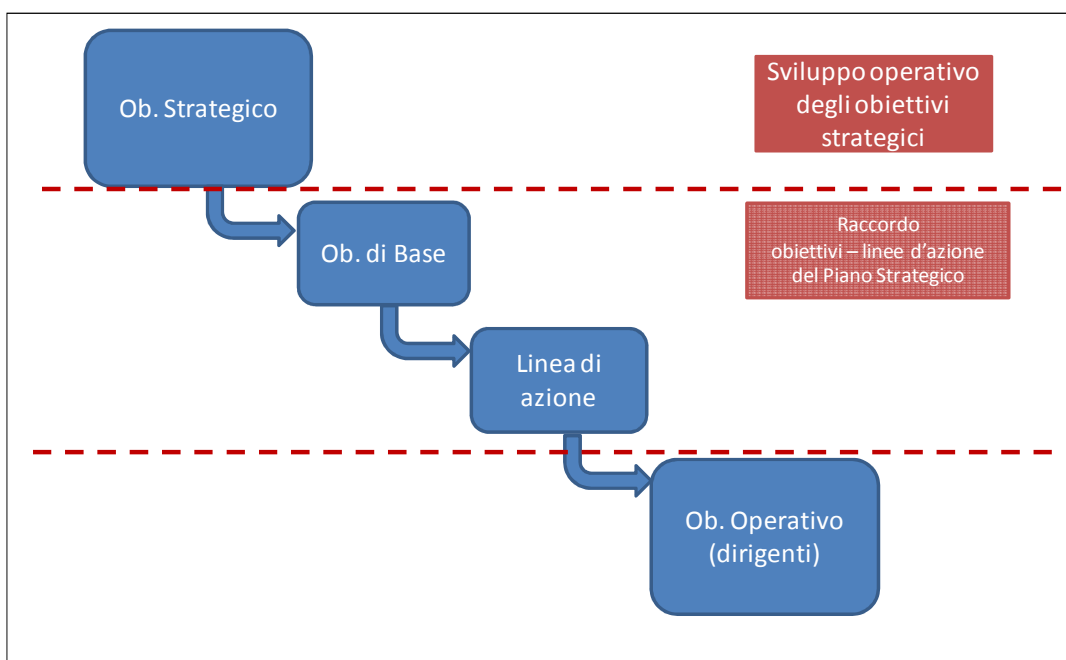 Ob. Strategico
Sviluppo operativo
degli obiettivi
strategici
Ob. di Base
Raccordo
obiettivi – linee d'azione
del Piano Strategico
Linea di
azione
Ob. Operativo
(dirigenti)